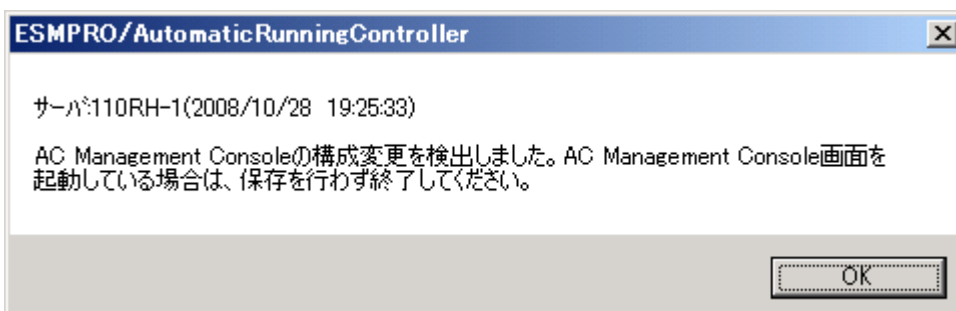 ESMPRO/AutomaticRunningController
サーバ:110RH-1(2008/10/28 19:25:33)
AC Management Consoleの構成変更を検出しました。AC Management Console画面を
起動している場合は、保存を行わず終了してください。
OK